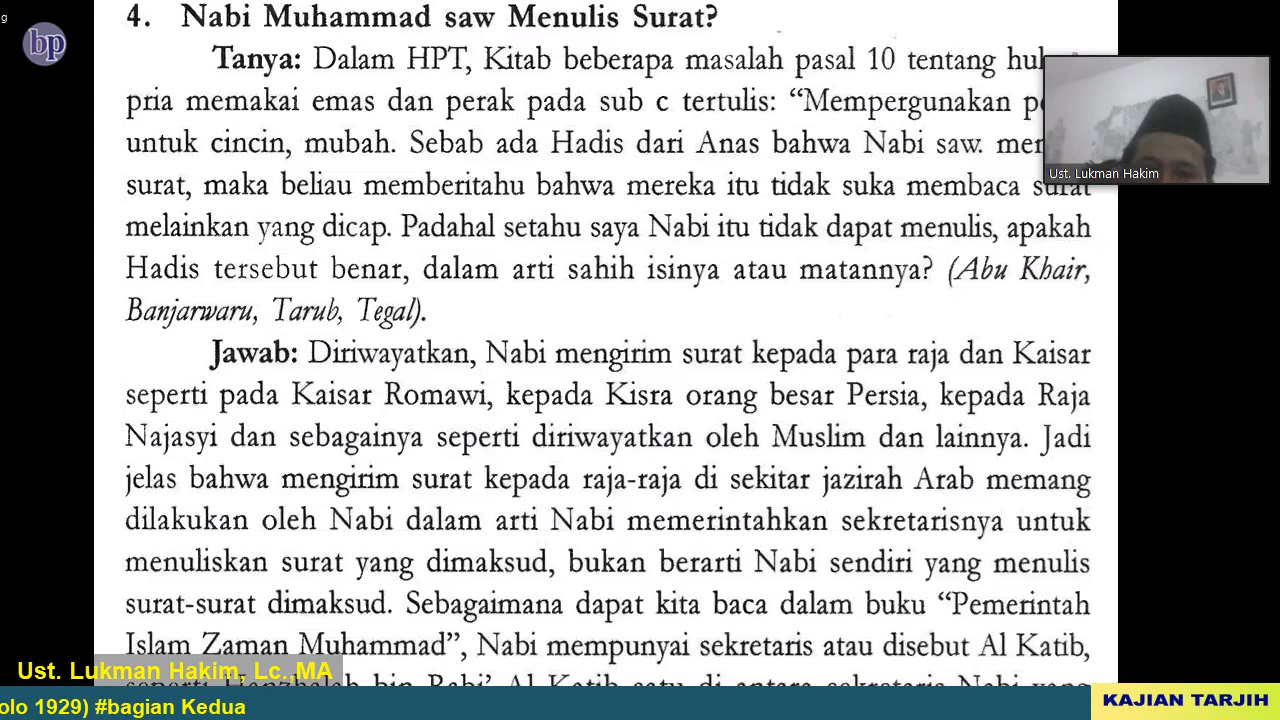 g
bp
4. Nabi Muhammad saw Menulis Surat?
Tanya: Dalam HPT, Kitab beberapa masalah pasal 10 tentang
pria memakai emas dan perak pada sub c tertulis: “Mempergunakan
untuk cincin, mubah. Sebab ada Hadis dari Anas bahwa Nabi saw.
surat, maka beliau memberitahu bahwa mereka itu tidak suka membaca surat
melainkan yang dicap. Padahal setahu saya Nabi itu tidak dapat menulis, apakah
Hadis tersebut benar, dalam arti sahih isinya atau matannya? (Abu Khair,
Banjarwaru, Tarub, Tegal).
Jawab: Diriwayatkan, Nabi mengirim surat kepada para raja dan Kaisar
seperti pada Kaisar Romawi, kepada Kisra orang besar Persia, kepada Raja
Najasyi dan sebagainya seperti diriwayatkan oleh Muslim dan lainnya. Jadi
jelas bahwa mengirim surat kepada raja-raja di sekitar jazirah Arab memang
dilakukan oleh Nabi dalam arti Nabi memerintahkan sekretarisnya untuk
menuliskan surat yang dimaksud, bukan berarti Nabi sendiri yang menulis
surat-surat dimaksud. Sebagaimana dapat kita baca dalam buku “Pemerintah
Islam Zaman Muhammad”, Nabi mempunyai sekretaris atau disebut Al Katib,
Ust. Lukman Hakim
Ust. Lukman Hakim, Lc.,MA
olo 1929) #bagian Kedua
KAJIAN TARJIH